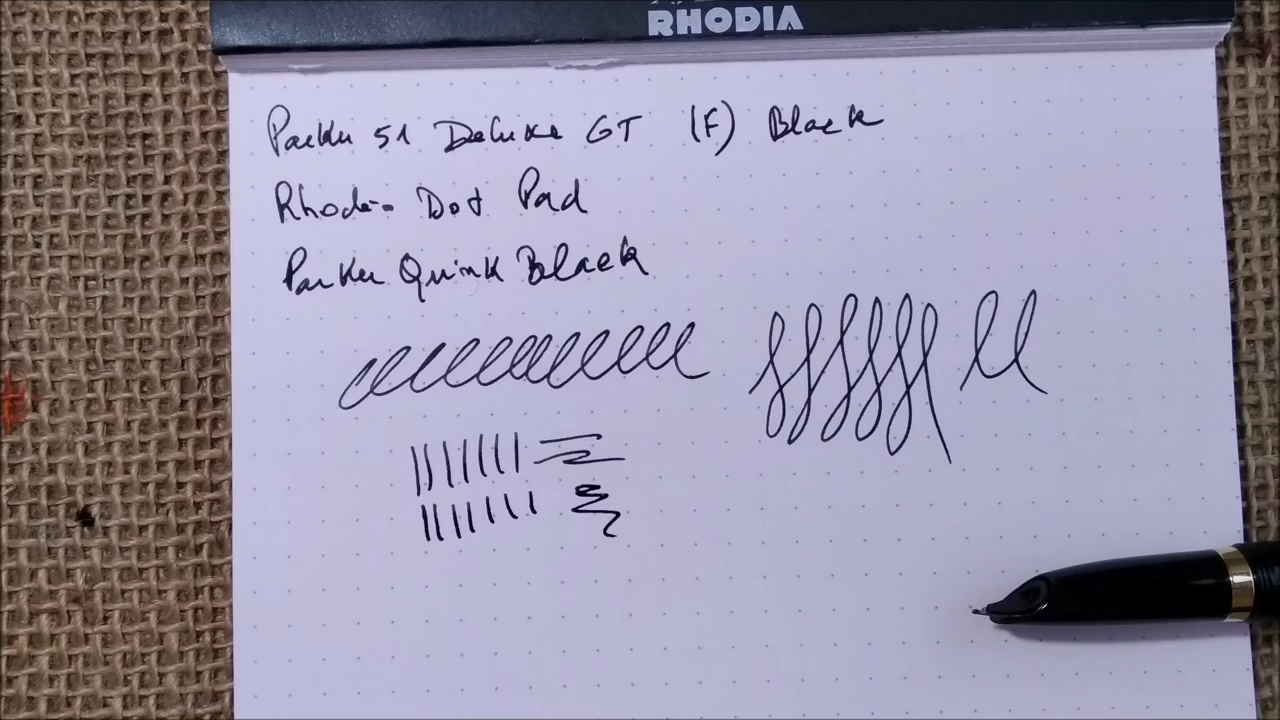 RHODIA
Parker 51 Deluxe GT (F) Black
Rhodia Dot Pad
Parker Quink Black